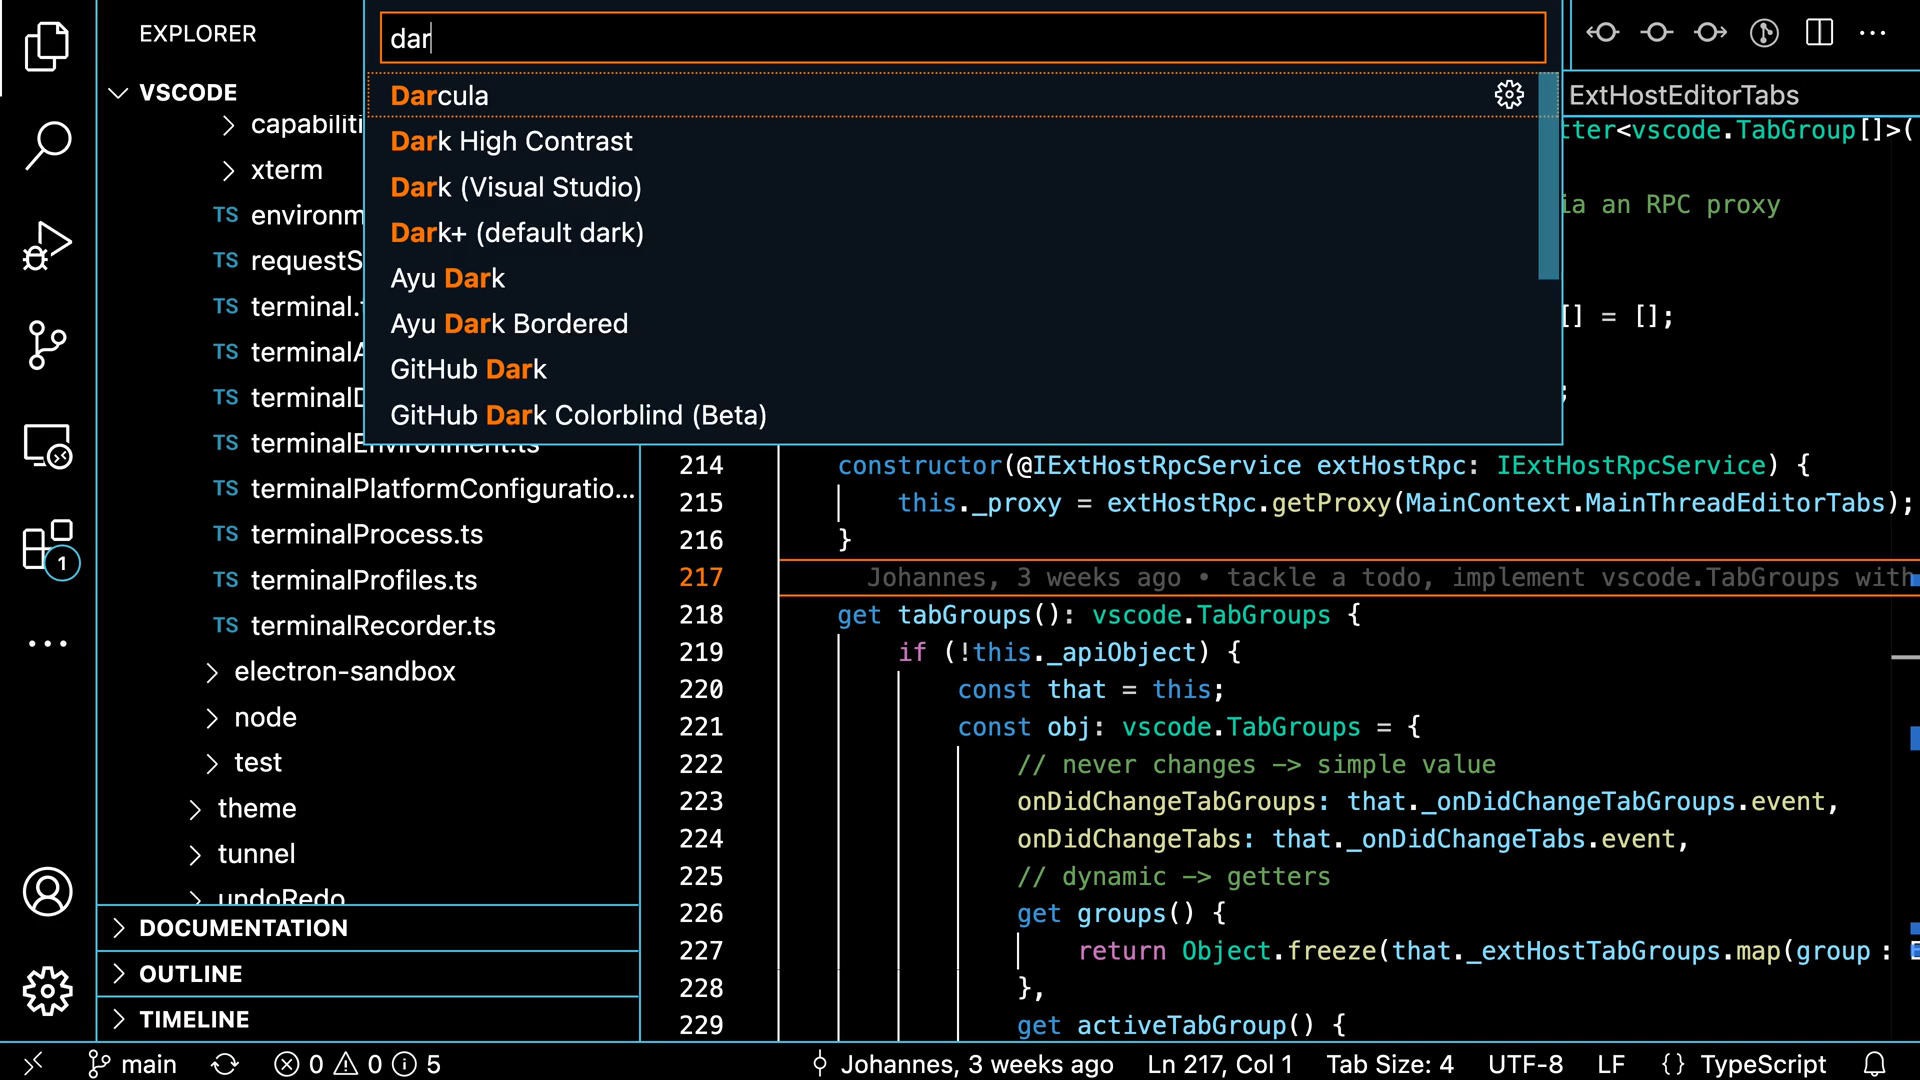 EXPLORER
VSCODE
capabiliti
xterm
TS environm
TS requestS
TS terminal.
TS terminalA
TS terminalD
TS terminalEnvironment.ts
TS terminalPlatformConfiguratio...
TS terminalProcess.ts
TS terminalProfiles.ts
TS terminalRecorder.ts
electron-sandbox
node
test
theme
tunnel
undoRedo
DOCUMENTATION
OUTLINE
TIMELINE
1
dar
Darcula
Dark High Contrast
Dark (Visual Studio)
Dark+ (default dark)
Ayu Dark
Ayu Dark Bordered
GitHub Dark
GitHub Dark Colorblind (Beta)
ExtHostEditorTabs
tter<vscode.TabGroup[]>(
ia an RPC proxy
[] = [];
;
214 constructor(@IExtHostRpcService extHostRpc: IExtHostRpcService) {
215 this._proxy = extHostRpc.getProxy(MainContext.MainThreadEditorTabs);
216 }
217 Johannes, 3 weeks ago • tackle a todo, implement vscode.TabGroups with
218 get tabGroups(): vscode.TabGroups {
219 if (!this._apiObject) {
220 const that = this;
221 const obj: vscode.TabGroups = {
222 // never changes -> simple value
223 onDidChangeTabGroups: that._onDidChangeTabGroups.event,
224 onDidChangeTabs: that._onDidChangeTabs.event,
225 // dynamic -> getters
226 get groups() {
227 return Object.freeze(that._extHostTabGroups.map(group :
228 },
229 get activeTabGroup() {
main 0 0 5 Johannes, 3 weeks ago Ln 217, Col 1 Tab Size: 4 UTF-8 LF {} TypeScript